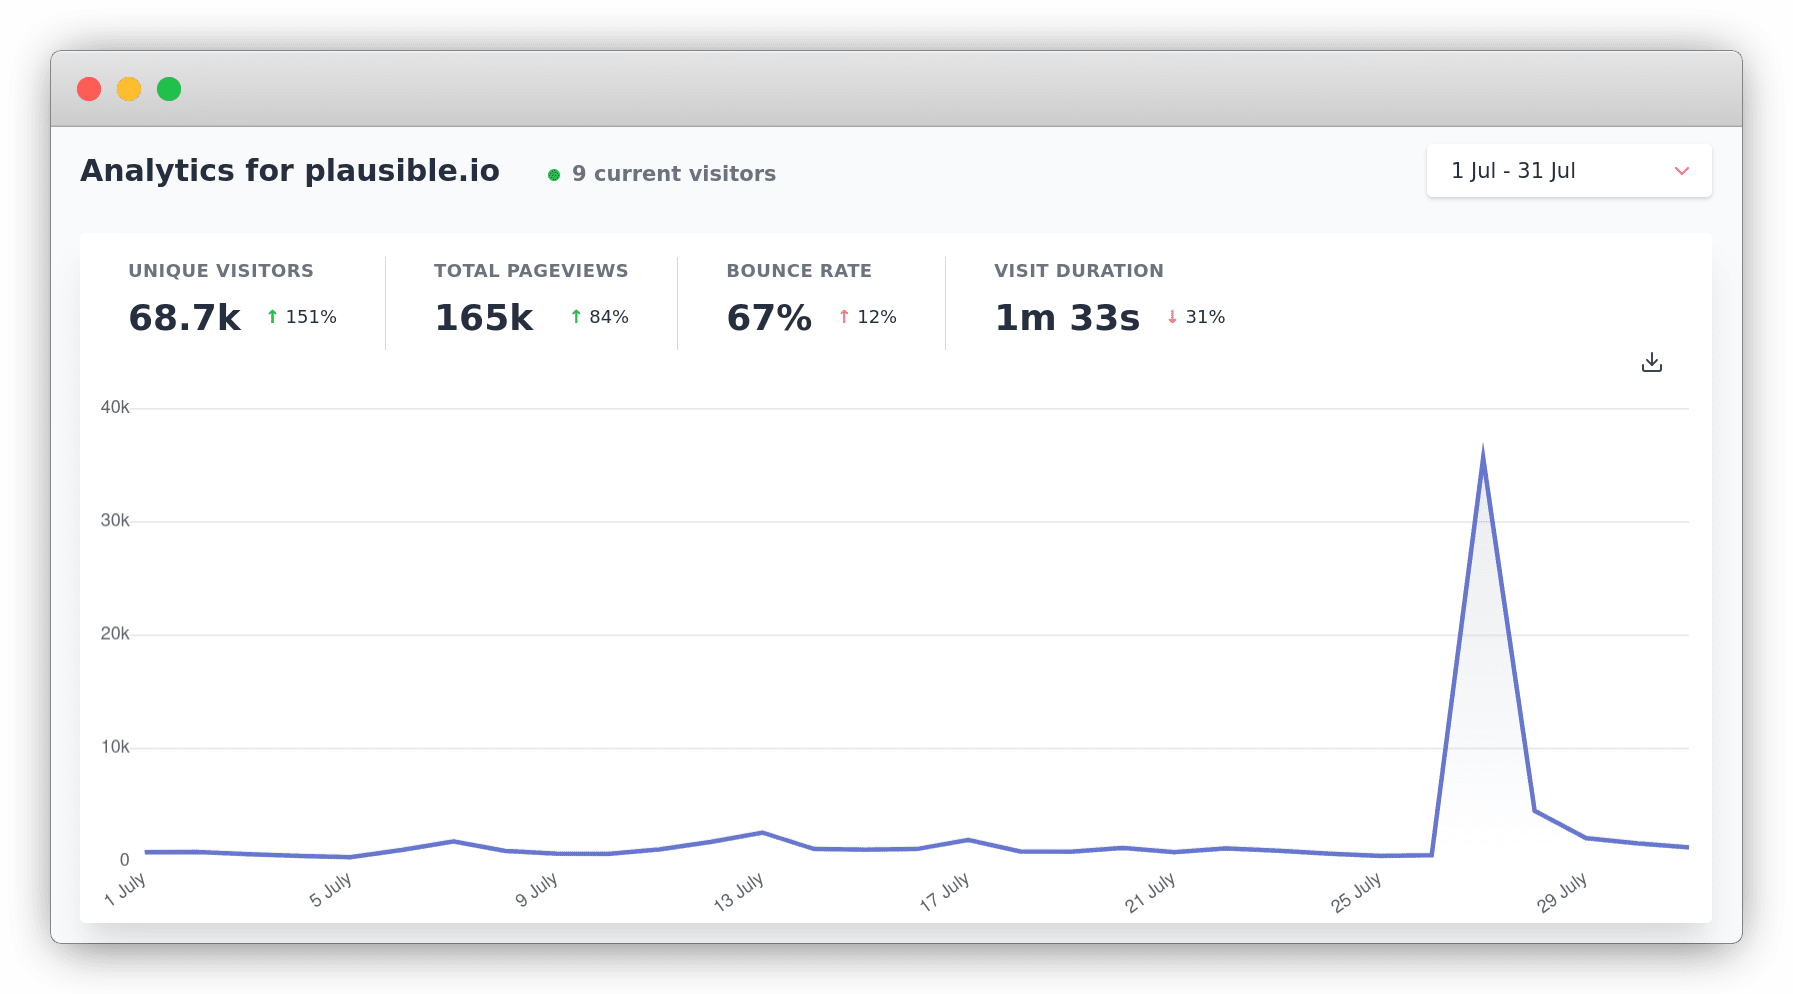 Analytics for plausible.io
9 current visitors
1 Jul - 31 Jul
UNIQUE VISITORS
68.7k ↑ 151%
TOTAL PAGEVIEWS
165k ↑ 84%
BOUNCE RATE
67% ↑ 12%
VISIT DURATION
1m 33s ↓ 31%
40k
30k
20k
10k
0
1 July
5 July
9 July
13 July
17 July
21 July
25 July
29 July